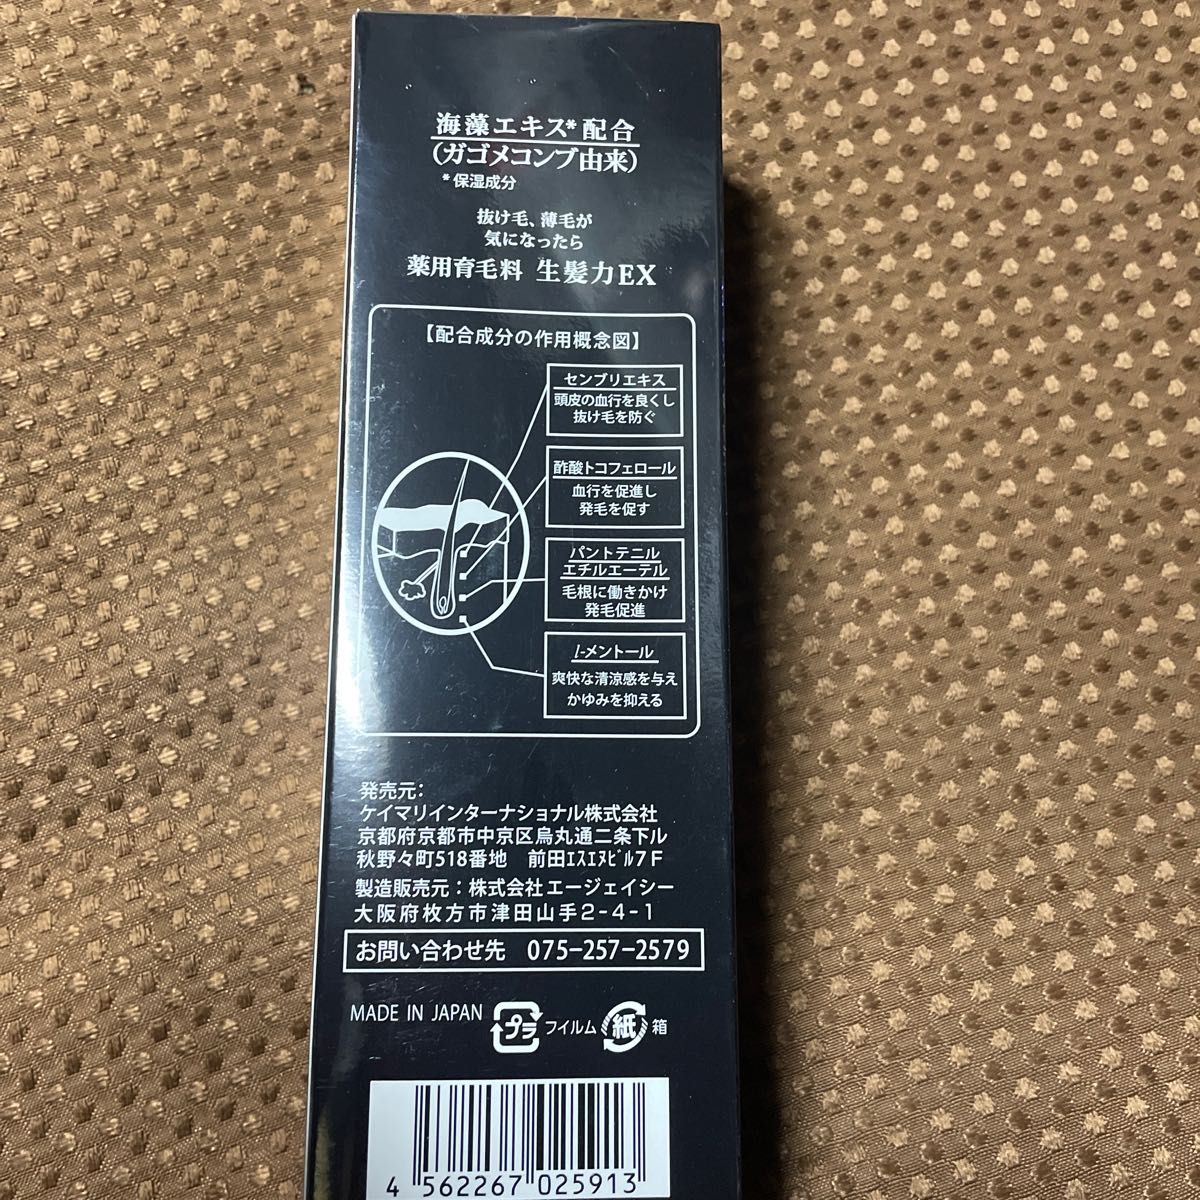 海藻エキス*配合
(ガゴメコンブ由来)
*保湿成分
抜け毛、薄毛が
気になったら
薬用育毛料 生髪力EX
【配合成分の作用概念図】
センブリエキス
頭皮の血行を良くし
抜け毛を防ぐ
酢酸トコフェロール
血行を促進し
発毛を促す
パントテニル
エチルエーテル
毛根に働きかけ
発毛促進
l-メントール
爽快な清涼感を与え
かゆみを抑える
発売元:
ケイマリインターナショナル株式会社
京都府京都市中京区烏丸通二条下ル
秋野々町518番地 前田ｴｽｴﾇﾋﾞﾙ7F
製造販売元:株式会社エージェイシー
大阪府枚方市津田山手2-4-1
お問い合わせ先 075-257-2579
MADE IN JAPAN プラ フィルム 紙 箱
4 562267 025913